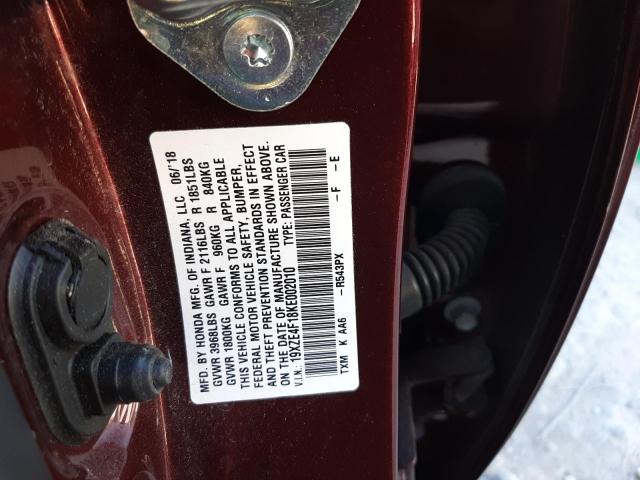 MFD. BY HONDA MFG. OF INDIANA, LLC 06/'18
GVWR 3968LBS GAWR F 2116LBS R 1851LBS
GVWR 1800KG GAWR F 960KG R 840KG
THIS VEHICLE CONFORMS TO ALL APPLICABLE
FEDERAL MOTOR VEHICLE SAFETY, BUMPER,
AND THEFT PREVENTION STANDARDS IN EFFECT
ON THE DATE OF MANUFACTURE SHOWN ABOVE.
V.I.N.: 19XZE4F18KE002010 TYPE: PASSENGER CAR
TXM K AA6 -R543PX -F -E